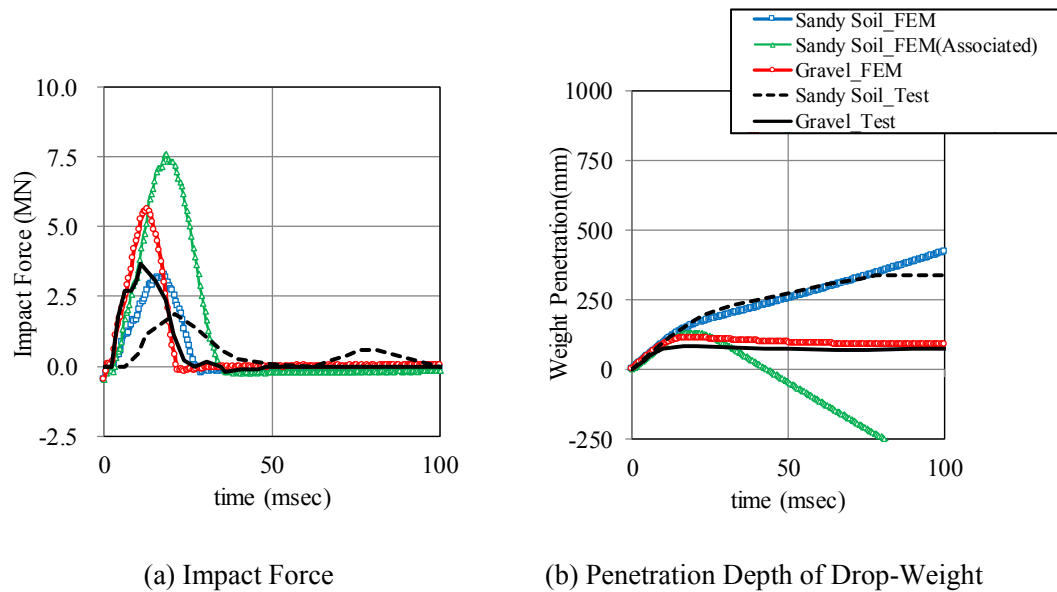 Sandy Soil_FEM
Sandy Soil_FEM(Associated)
Gravel_FEM
Sandy Soil_Test
Gravel_Test
10.0
7.5
5.0
2.5
0.0
-2.5
Impact Force (MN)
0
50
100
time (msec)
1000
750
500
250
0
-250
Weight Penetration(mm)
0
50
100
time (msec)
(a) Impact Force
(b) Penetration Depth of Drop-Weight